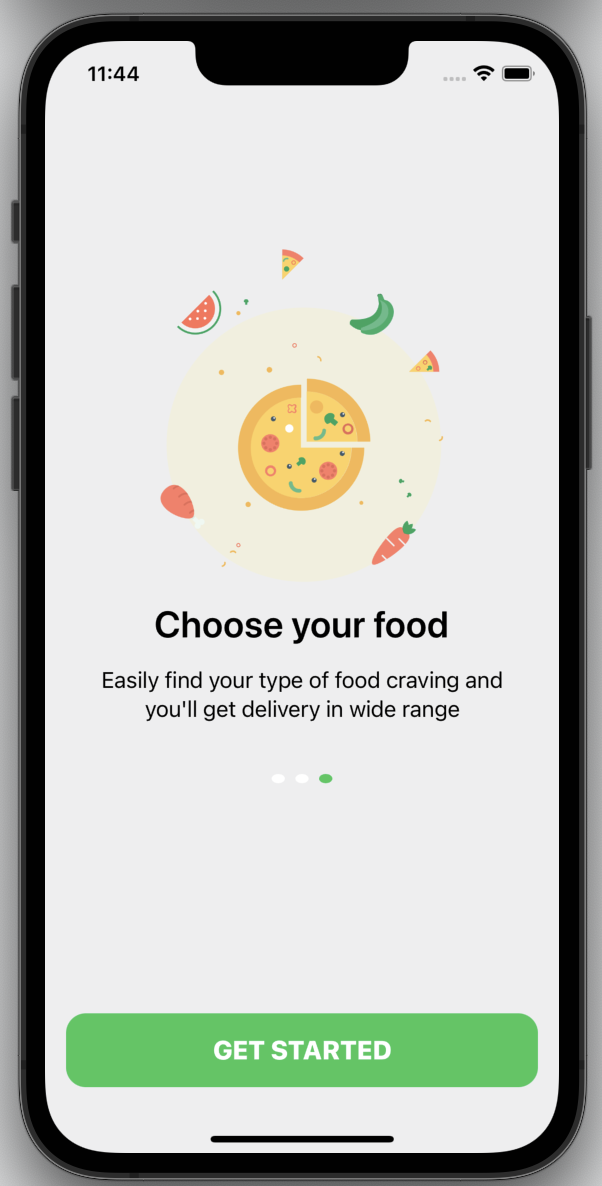 11:44
Choose your food
Easily find your type of food craving and
you'll get delivery in wide range
GET STARTED